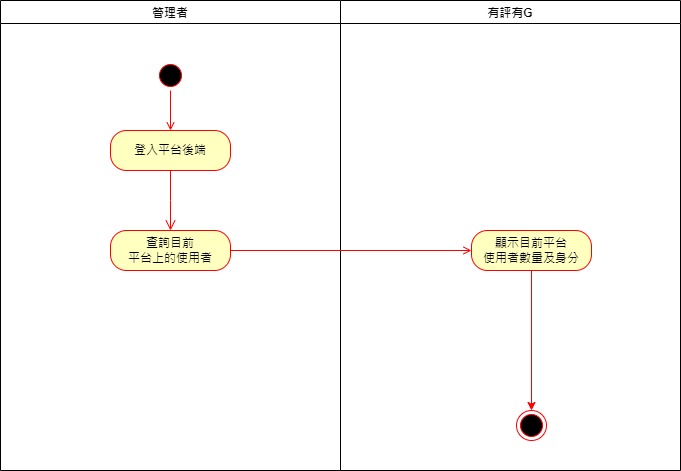 管理者
有評有G
登入平台後端
查詢目前
平台上的使用者
顯示目前平台
使用者數量及身分